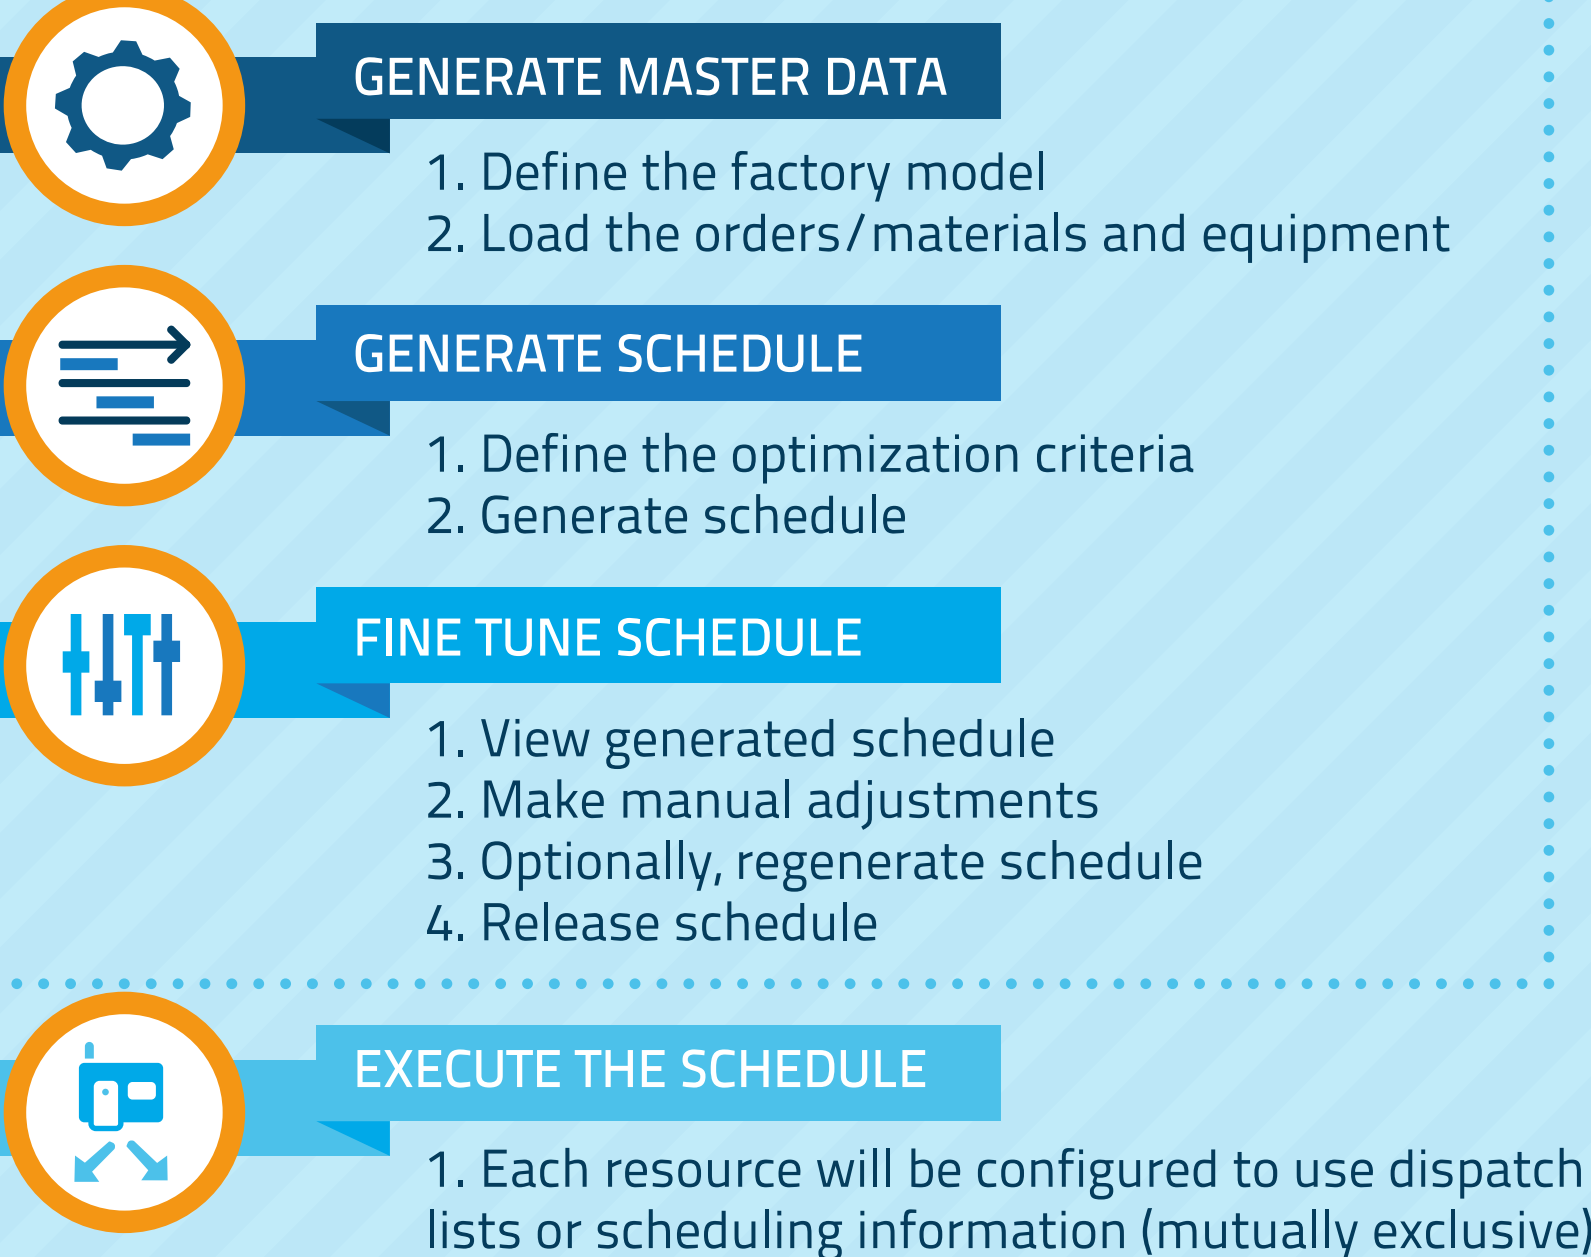 GENERATE MASTER DATA
1. Define the factory model
2. Load the orders/materials and equipment
GENERATE SCHEDULE
1. Define the optimization criteria
2. Generate schedule
FINE TUNE SCHEDULE
1. View generated schedule
2. Make manual adjustments
3. Optionally, regenerate schedule
4. Release schedule
EXECUTE THE SCHEDULE
1. Each resource will be configured to use dispatch
lists or scheduling information (mutually exclusive)